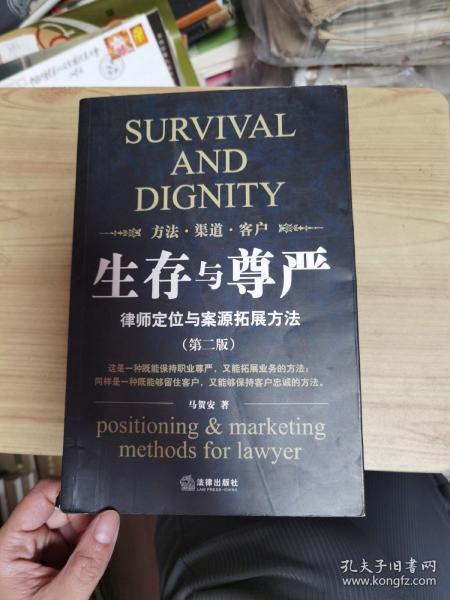 SURVIVAL
AND
DIGNITY
方法·渠道·客户
生存与尊严
律师定位与案源拓展方法
（第二版）
这是一种既能保持职业尊严，又能拓展业务的方法；
同样是一种既能够留住客户，又能够保持客户忠诚的方法。
马贺安 著
positioning & marketing
methods for lawyer
法律出版社
LAW PRESS·CHINA
孔夫子旧书网
www.kongfz.com